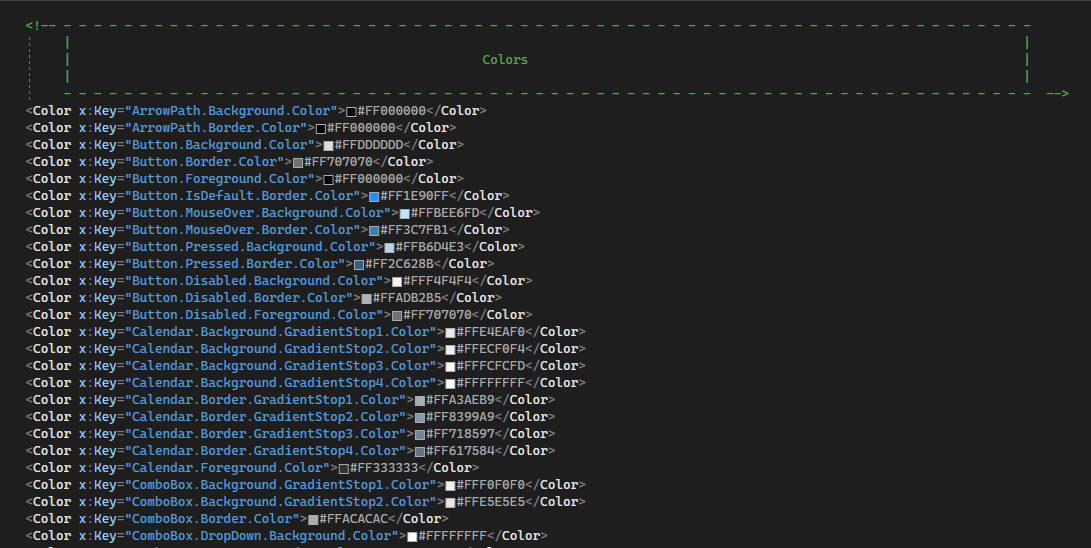 <!-- - - - - - - - - - - - - - - - - - - - - - - - - - - - - - - - - - - - - - - - - - - - - - - - - - - - - - - - - - - - - - - - -
| |
| Colors |
| |
- - - - - - - - - - - - - - - - - - - - - - - - - - - - - - - - - - - - - - - - - - - - - - - - - - - - - - - - - - - - - - - - -->
<Color x:Key="ArrowPath.Background.Color">#FF000000</Color>
<Color x:Key="ArrowPath.Border.Color">#FF000000</Color>
<Color x:Key="Button.Background.Color">#FFDDDDDD</Color>
<Color x:Key="Button.Border.Color">#FF707070</Color>
<Color x:Key="Button.Foreground.Color">#FF000000</Color>
<Color x:Key="Button.IsDefault.Border.Color">#FF1E90FF</Color>
<Color x:Key="Button.MouseOver.Background.Color">#FFBEE6FD</Color>
<Color x:Key="Button.MouseOver.Border.Color">#FF3C7FB1</Color>
<Color x:Key="Button.Pressed.Background.Color">#FFB6D4E3</Color>
<Color x:Key="Button.Pressed.Border.Color">#FF2C628B</Color>
<Color x:Key="Button.Disabled.Background.Color">#FFF4F4F4</Color>
<Color x:Key="Button.Disabled.Border.Color">#FFADB2B5</Color>
<Color x:Key="Button.Disabled.Foreground.Color">#FF707070</Color>
<Color x:Key="Calendar.Background.GradientStop1.Color">#FFE4EAF0</Color>
<Color x:Key="Calendar.Background.GradientStop2.Color">#FFECF0F4</Color>
<Color x:Key="Calendar.Background.GradientStop3.Color">#FFFCFCFD</Color>
<Color x:Key="Calendar.Background.GradientStop4.Color">#FFFFFFFF</Color>
<Color x:Key="Calendar.Border.GradientStop1.Color">#FFA3AEB9</Color>
<Color x:Key="Calendar.Border.GradientStop2.Color">#FF8399A9</Color>
<Color x:Key="Calendar.Border.GradientStop3.Color">#FF718597</Color>
<Color x:Key="Calendar.Border.GradientStop4.Color">#FF617584</Color>
<Color x:Key="Calendar.Foreground.Color">#FF333333</Color>
<Color x:Key="ComboBox.Background.GradientStop1.Color">#FFF0F0F0</Color>
<Color x:Key="ComboBox.Background.GradientStop2.Color">#FFE5E5E5</Color>
<Color x:Key="ComboBox.Border.Color">#FFACACAC</Color>
<Color x:Key="ComboBox.DropDown.Background.Color">#FFFFFFFF</Color>